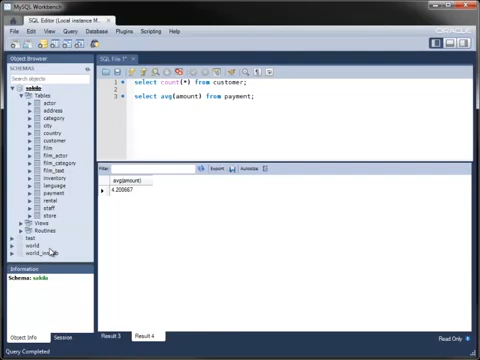 MySQL Workbench
SQL Editor (Local instance M...
File Edit View Query Database Plugins Scripting Help
Object Browser
SCHEMAS
Search objects
sakila
Tables
actor
address
category
city
country
customer
film
film_actor
film_category
film_text
inventory
language
payment
rental
staff
store
Views
Routines
test
world
Information
Schema: sakila
Object Info Session
Query Completed
SQL File 1*
1 select count(*) from customer;
2
3 select avg(amount) from payment;
Filter: Export: Autosize:
avg(amount)
4.200667
Result 3 Result 4
Read Only